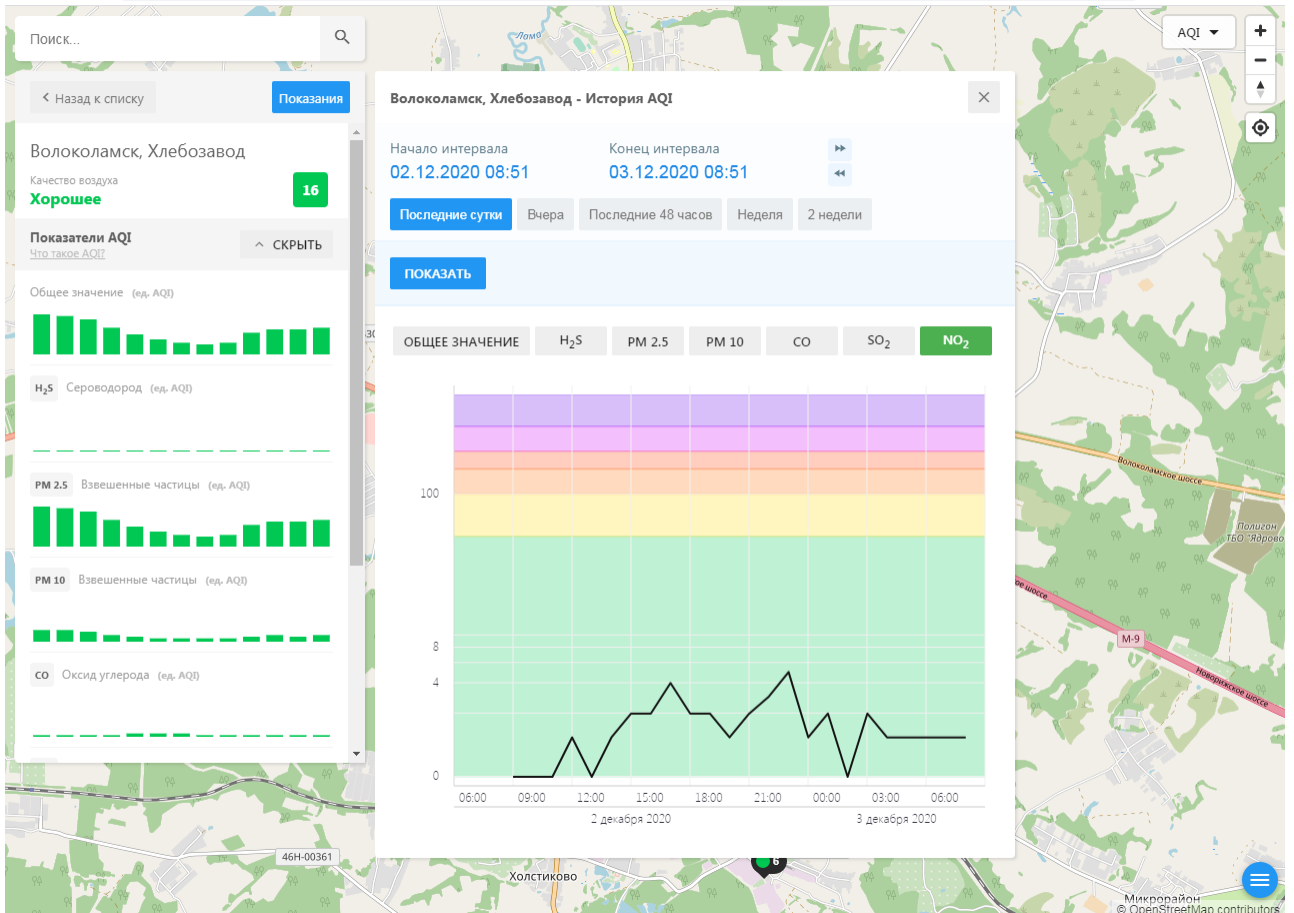 Поиск...
AQI
Ломо
Назад к списку
Показания
Волоколамск, Хлебозавод
Качество воздуха
Хорошее
16
Показатели AQI
Что такое AQI?
СКРЫТЬ
Общее значение (ед. AQI)
H2S Сероводород (ед. AQI)
PM 2.5 Взвешенные частицы (ед. AQI)
PM 10 Взвешенные частицы (ед. AQI)
CO Оксид углерода (ед. AQI)
Волоколамск, Хлебозавод - История AQI
Начало интервала
02.12.2020 08:51
Конец интервала
03.12.2020 08:51
Последние сутки
Вчера
Последние 48 часов
Неделя
2 недели
ПОКАЗАТЬ
ОБЩЕЕ ЗНАЧЕНИЕ
H2S
PM 2.5
PM 10
CO
SO2
NO2
100
8
4
0
06:00 09:00 12:00 15:00 18:00 21:00 00:00 03:00 06:00
2 декабря 2020
3 декабря 2020
Волоколамское шоссе
Полигон
ТБО "Ядрово
М-9
Новорижское шоссе
46Н-00361
Холстиково
6
Микрорайон
© OpenStreetMap contributors